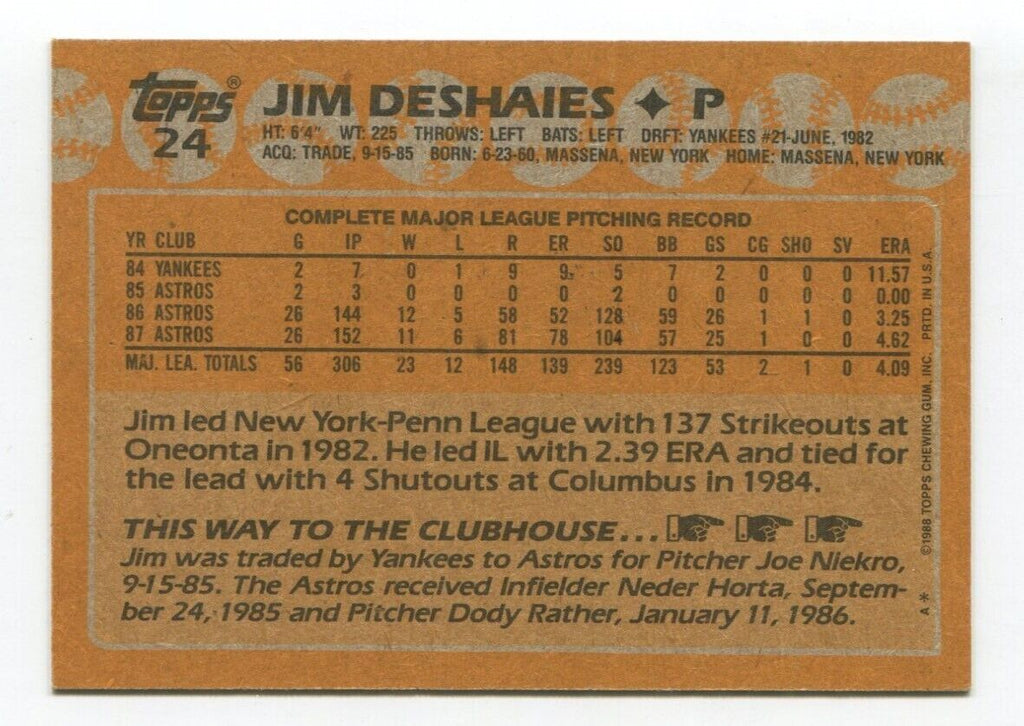 topps®
24
JIM DESHAIES ✦ P
HT: 6'4" WT: 225 THROWS: LEFT BATS: LEFT DRFT: YANKEES #21-JUNE, 1982
ACQ: TRADE, 9-15-85 BORN: 6-23-60, MASSENA, NEW YORK HOME: MASSENA, NEW YORK
COMPLETE MAJOR LEAGUE PITCHING RECORD
YR CLUB G IP W L R ER SO BB GS CG SHO SV ERA
84 YANKEES 2 7 0 1 9 9 5 7 2 0 0 0 11.57
85 ASTROS 2 3 0 0 0 0 2 0 0 0 0 0 0.00
86 ASTROS 26 144 12 5 58 52 128 59 26 1 1 0 3.25
87 ASTROS 26 152 11 6 81 78 104 57 25 1 0 0 4.62
MAJ. LEA. TOTALS 56 306 23 12 148 139 239 123 53 2 1 0 4.09
Jim led New York-Penn League with 137 Strikeouts at
Oneonta in 1982. He led IL with 2.39 ERA and tied for
the lead with 4 Shutouts at Columbus in 1984.
THIS WAY TO THE CLUBHOUSE...
Jim was traded by Yankees to Astros for Pitcher Joe Niekro,
9-15-85. The Astros received Infielder Neder Horta, Septem-
ber 24, 1985 and Pitcher Dody Rather, January 11, 1986.
A * ©1988 TOPPS CHEWING GUM, INC. PRTD. IN U.S.A.